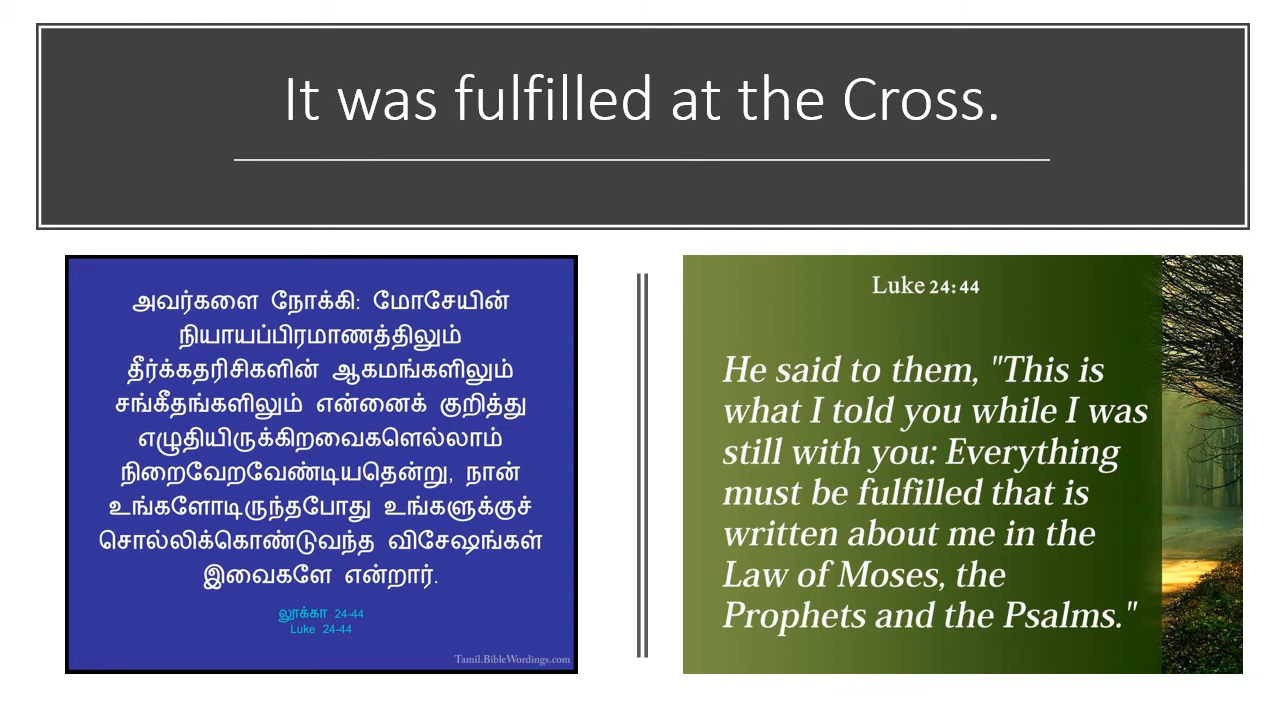 It was fulfilled at the Cross.
அவர்களை நோக்கி: மோசேயின்
நியாயப்பிரமாணத்திலும்
தீர்க்கதரிசிகளின் ஆகமங்களிலும்
சங்கீதங்களிலும் என்னைக் குறித்து
எழுதியிருக்கிறவைகளெல்லாம்
நிறைவேறவேண்டியதென்று, நான்
உங்களோடிருந்தபோது உங்களுக்குச்
சொல்லிக்கொண்டுவந்த விசேஷங்கள்
இவைகளே என்றார்.
லூக்கா 24-44
Luke 24-44
Tamil.BibleWordings.com
Luke 24:44
He said to them, "This is
what I told you while I was
still with you: Everything
must be fulfilled that is
written about me in the
Law of Moses, the
Prophets and the Psalms."